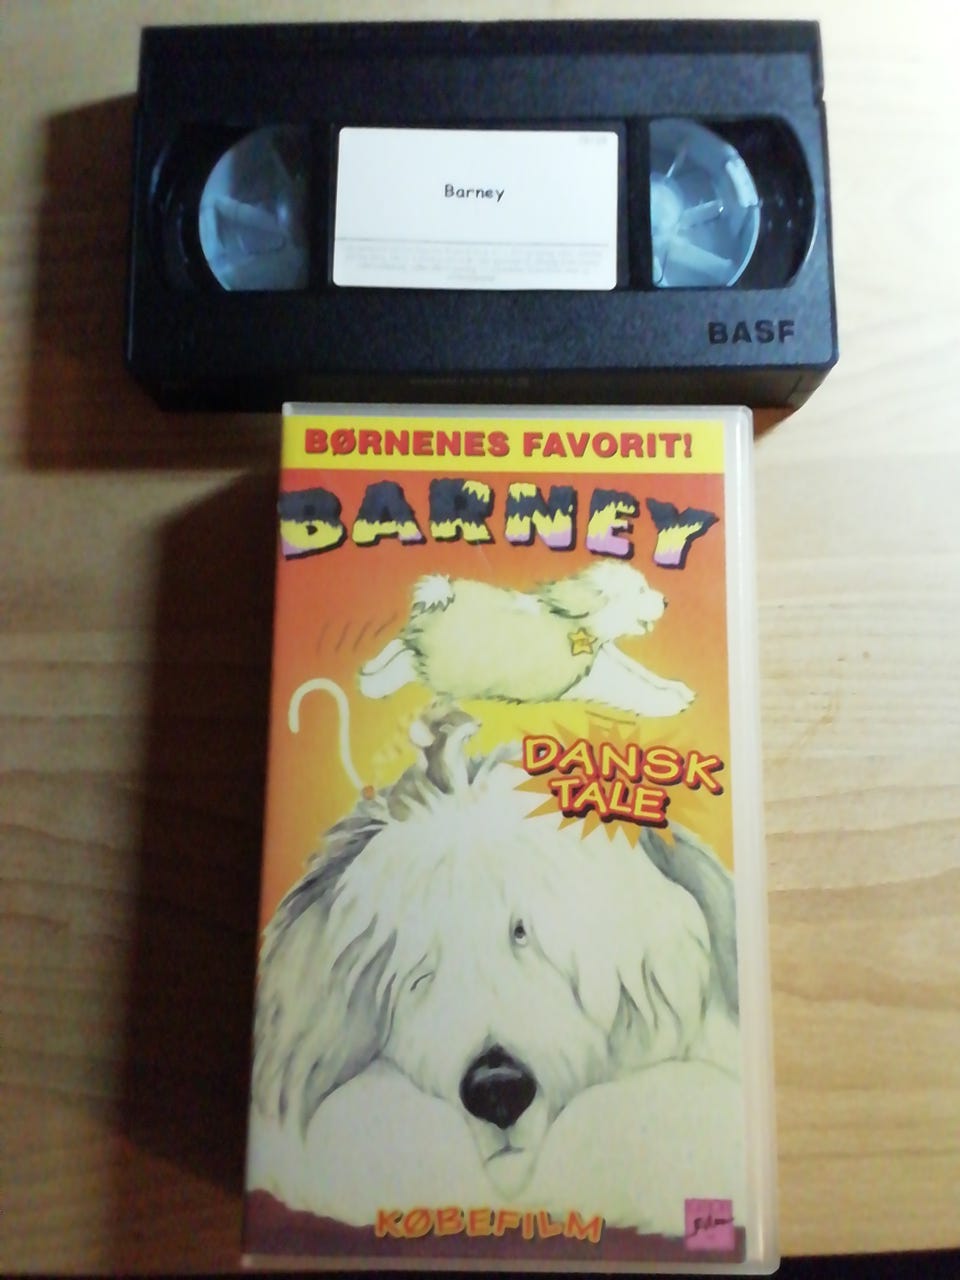 Barney
BASF
BØRNENES FAVORIT!
BARNEY
DANSK
TALE
KØBEFILM